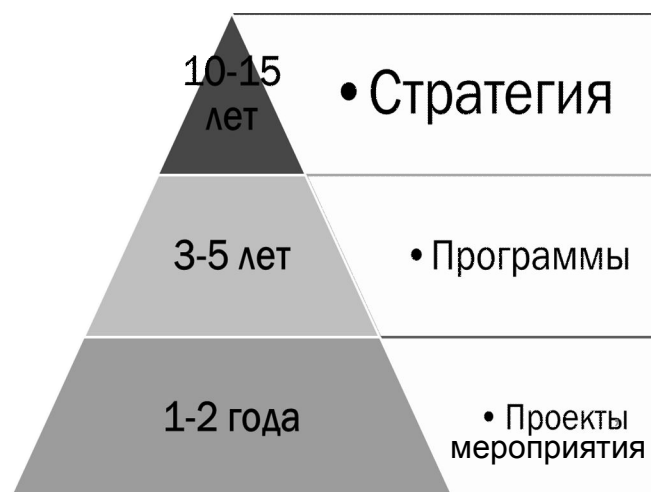 10-15
лет
• Стратегия
3-5 лет
• Программы
1-2 года
• Проекты
мероприятия